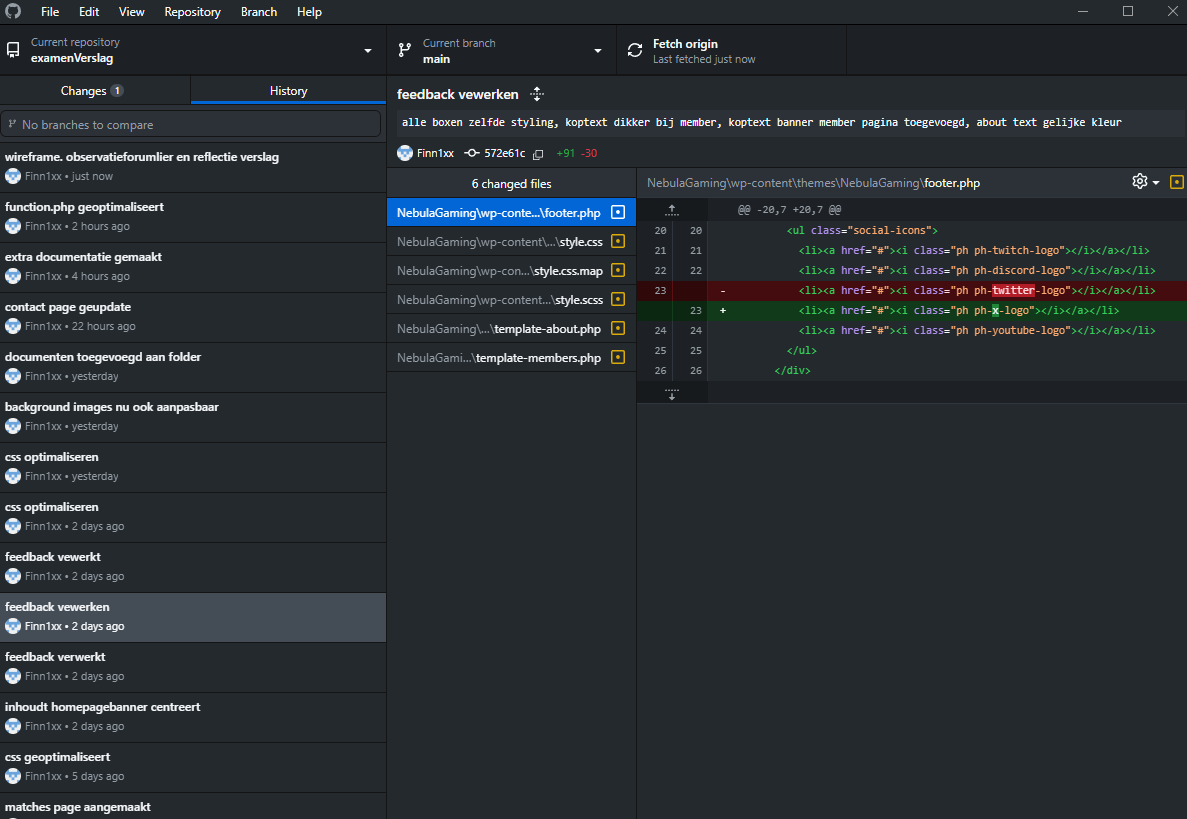 File Edit View Repository Branch Help
Current repository
examenVerslag
Current branch
main
Fetch origin
Last fetched just now
Changes 1
History
No branches to compare
wireframe. observatieforumlier en reflectie verslag
Finn1xx • just now
function.php geoptimaliseert
Finn1xx • 2 hours ago
extra documentatie gemaakt
Finn1xx • 4 hours ago
contact page geupdate
Finn1xx • 22 hours ago
documenten toegevoegd aan folder
Finn1xx • yesterday
background images nu ook aanpasbaar
Finn1xx • yesterday
css optimaliseren
Finn1xx • yesterday
css optimaliseren
Finn1xx • 2 days ago
feedback vewerkt
Finn1xx • 2 days ago
feedback vewerken
Finn1xx • 2 days ago
feedback verwerkt
Finn1xx • 2 days ago
inhoudt homepagebanner centreert
Finn1xx • 2 days ago
css geoptimaliseert
Finn1xx • 5 days ago
matches page aangemaakt
feedback vewerken
alle boxen zelfde styling, koptext dikker bij member, koptext banner member pagina toegevoegd, about text gelijke kleur
Finn1xx 572e61c +91 -30
6 changed files
NebulaGaming\wp-conte...\footer.php
NebulaGaming\wp-content\...\style.css
NebulaGaming\wp-con...\style.css.map
NebulaGaming\wp-content...\style.scss
NebulaGaming\...\template-about.php
NebulaGami...\template-members.php
NebulaGaming\wp-content\themes\NebulaGaming\footer.php
@@ -20,7 +20,7 @@
20 20 <ul class="social-icons">
21 21 <li><a href="#"><i class="ph ph-twitch-logo"></i></a></li>
22 22 <li><a href="#"><i class="ph ph-discord-logo"></i></a></li>
23 - <li><a href="#"><i class="ph ph-twitter-logo"></i></a></li>
23 + <li><a href="#"><i class="ph ph-x-logo"></i></a></li>
24 24 <li><a href="#"><i class="ph ph-youtube-logo"></i></a></li>
25 25 </ul>
26 26 </div>